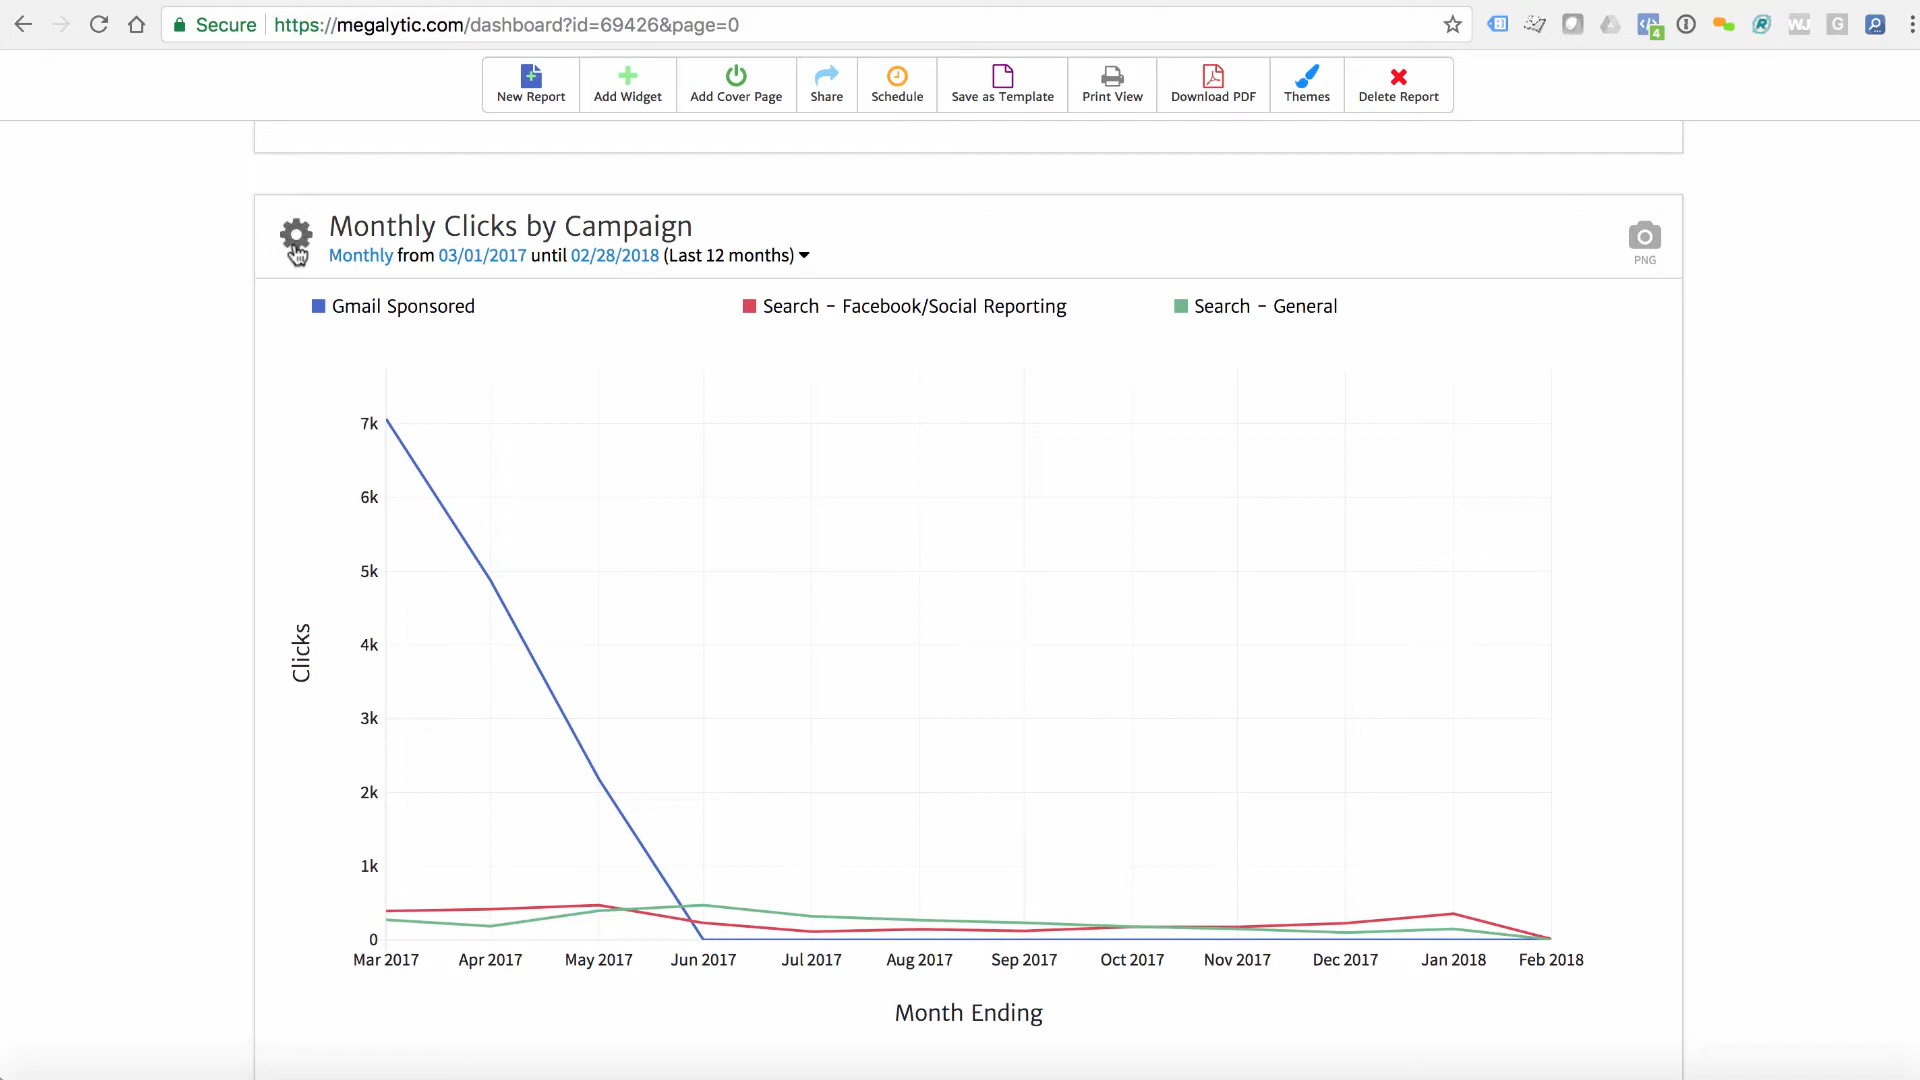 Secure https://megalytic.com/dashboard?id=69426&page=0
4
WJ
G
New Report Add Widget Add Cover Page Share Schedule Save as Template Print View Download PDF Themes Delete Report
Monthly Clicks by Campaign
Monthly from 03/01/2017 until 02/28/2018 (Last 12 months)
PNG
Gmail Sponsored Search - Facebook/Social Reporting Search - General
7k
6k
5k
4k
3k
2k
1k
0
Clicks
Mar 2017 Apr 2017 May 2017 Jun 2017 Jul 2017 Aug 2017 Sep 2017 Oct 2017 Nov 2017 Dec 2017 Jan 2018 Feb 2018
Month Ending